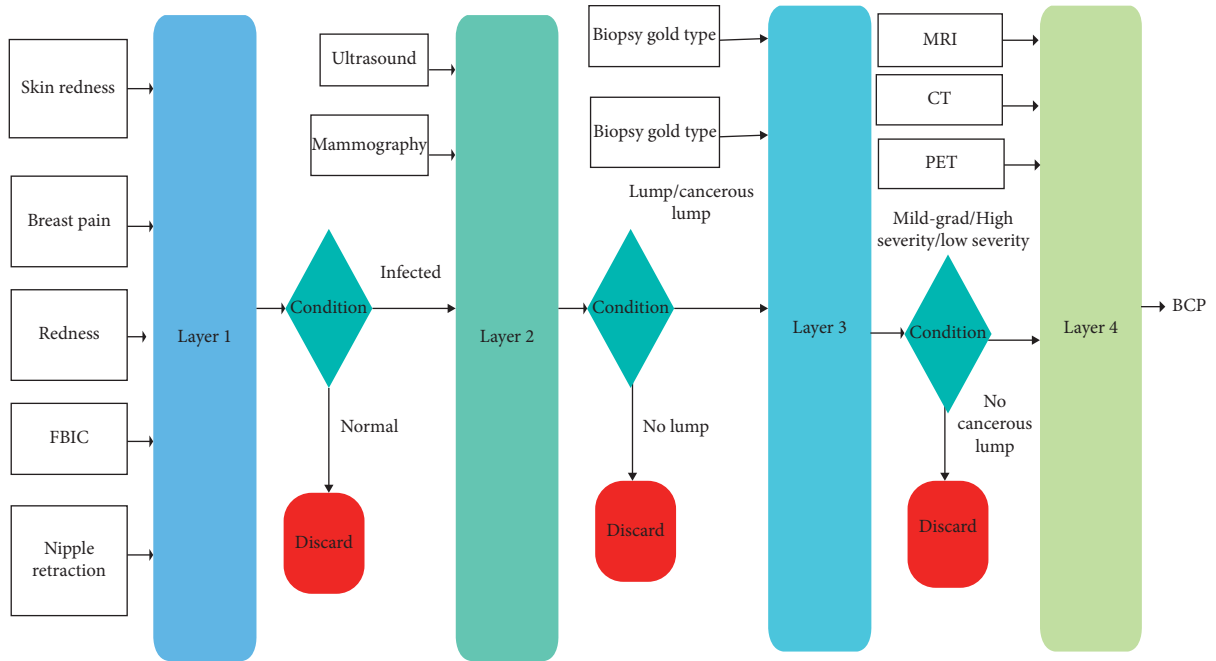 Skin redness
Breast pain
Redness
FBIC
Nipple
retraction
Layer 1
Condition
Infected
Normal
Discard
Ultrasound
Mammography
Layer 2
Condition
Lump/cancerous
lump
No lump
Discard
Biopsy gold type
Biopsy gold type
Layer 3
Condition
Mild-grad/High
severity/low severity
No
cancerous
lump
Discard
MRI
CT
PET
Layer 4
BCP